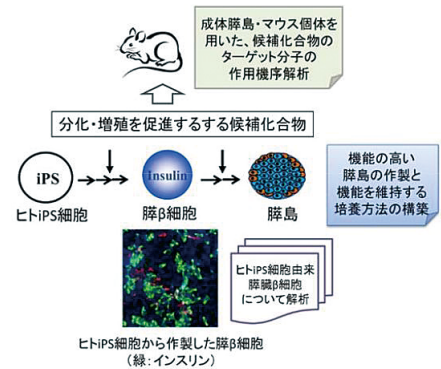 成体膵島・マウス個体を
用いた、候補化合物の
ターゲット分子の
作用機序解析
分化・増殖を促進するする候補化合物
iPS
ヒトiPS細胞
Insulin
膵β細胞
膵島
機能の高い
膵島の作製と
機能を維持する
培養方法の構築
ヒトiPS細胞由来
膵臓β細胞
について解析
ヒトiPS細胞から作製した膵β細胞
（緑：インスリン）